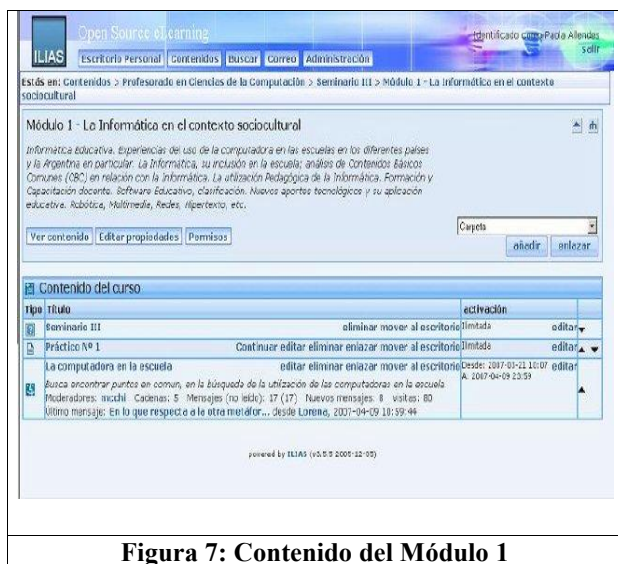 Open Source eLearning
Identificado como Paola Allendes
salir
ILIAS
Escritorio Personal Contenidos Buscar Correo Administración
Estás en: Contenidos > Profesorado en Ciencias de la Computación > Seminario III > Módulo 1 - La Informática en el contexto
sociocultural
Módulo 1 - La Informática en el contexto sociocultural
Informática Educativa. Experiencias del uso de la computadora en las escuelas en los diferentes países
y la Argentina en particular. La Informática, su inclusión en la escuela; análisis de Contenidos Básicos
Comunes (CBC) en relación con la Informática. La utilización Pedagógica de la Informática. Formación y
Capacitación docente. Software Educativo, clasificación. Nuevos aportes tecnológicos y su aplicación
educativa. Robótica, Multimedia, Redes, Hipertexto, etc.
Carpeta
Ver contenido Editar propiedades Permisos
añadir enlazar
Contenido del curso
Tipo Título activación
Seminario III eliminar mover al escritorio Ilimitada editar
Práctico Nº 1 Continuar editar eliminar enlazar mover al escritorio Ilimitada editar
La computadora en la escuela editar eliminar mover al escritorio Desde: 2007-03-21 10:07 editar
A: 2007-04-09 23:59
Busca encontrar puntos en comun, en la búsqueda de la utilización de las computadoras en la escuela
Moderadores: mcchi Cadenas: 5 Mensajes (no leído): 17 (17) Nuevos mensajes: 8 visitas: 80
Último mensaje: En lo que respecta a la otra metáfor... desde Lorena, 2007-04-09 18:59:44
powered by ILIAS (v3.5.5 2005-12-05)
Figura 7: Contenido del Módulo 1